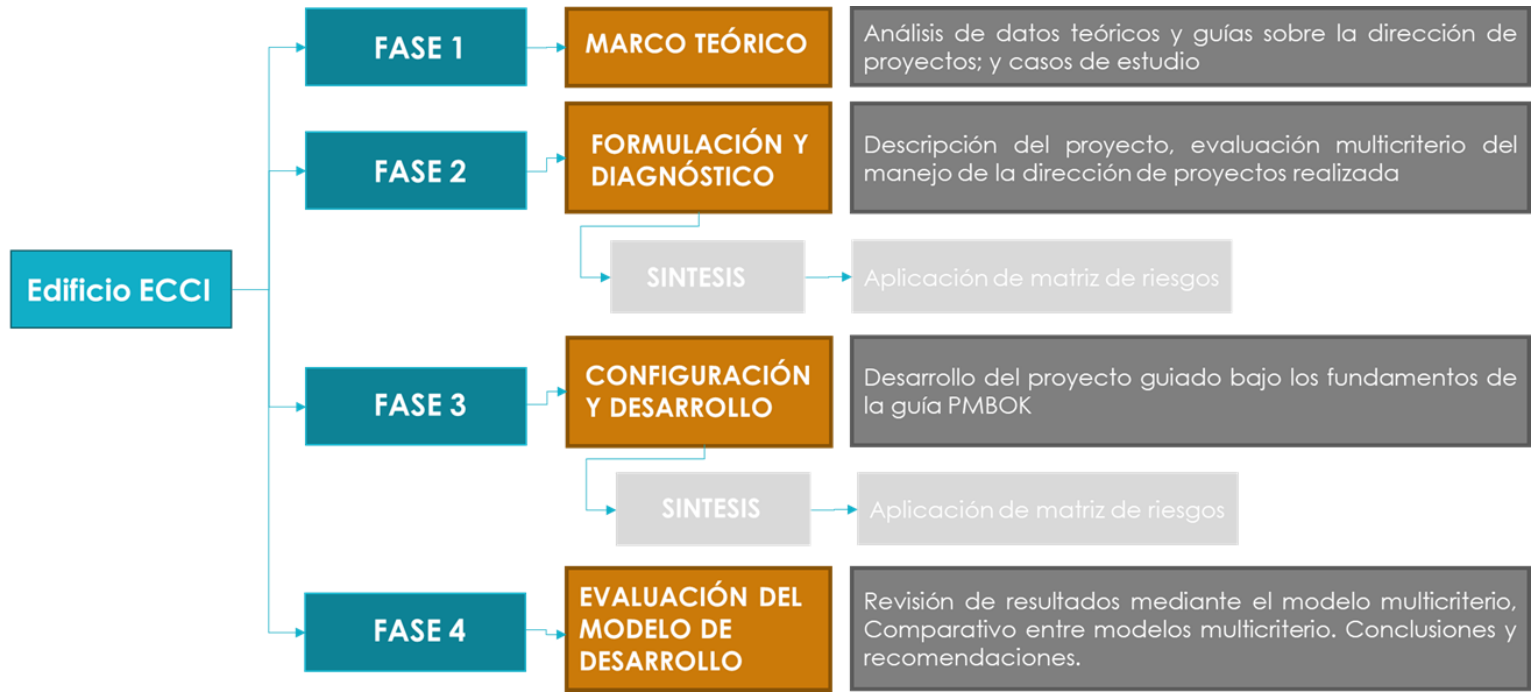 Edificio ECCI
FASE 1
MARCO TEÓRICO
Análisis de datos teóricos y guías sobre la dirección de
proyectos; y casos de estudio
FASE 2
FORMULACIÓN Y
DIAGNÓSTICO
Descripción del proyecto, evaluación multicriterio del
manejo de la dirección de proyectos realizada
SINTESIS
Aplicación de matriz de riesgos
FASE 3
CONFIGURACIÓN
Y DESARROLLO
Desarrollo del proyecto guiado bajo los fundamentos de
la guía PMBOK
SINTESIS
Aplicación de matriz de riesgos
FASE 4
EVALUACIÓN DEL
MODELO DE
DESARROLLO
Revisión de resultados mediante el modelo multicriterio,
Comparativo entre modelos multicriterio. Conclusiones y
recomendaciones.